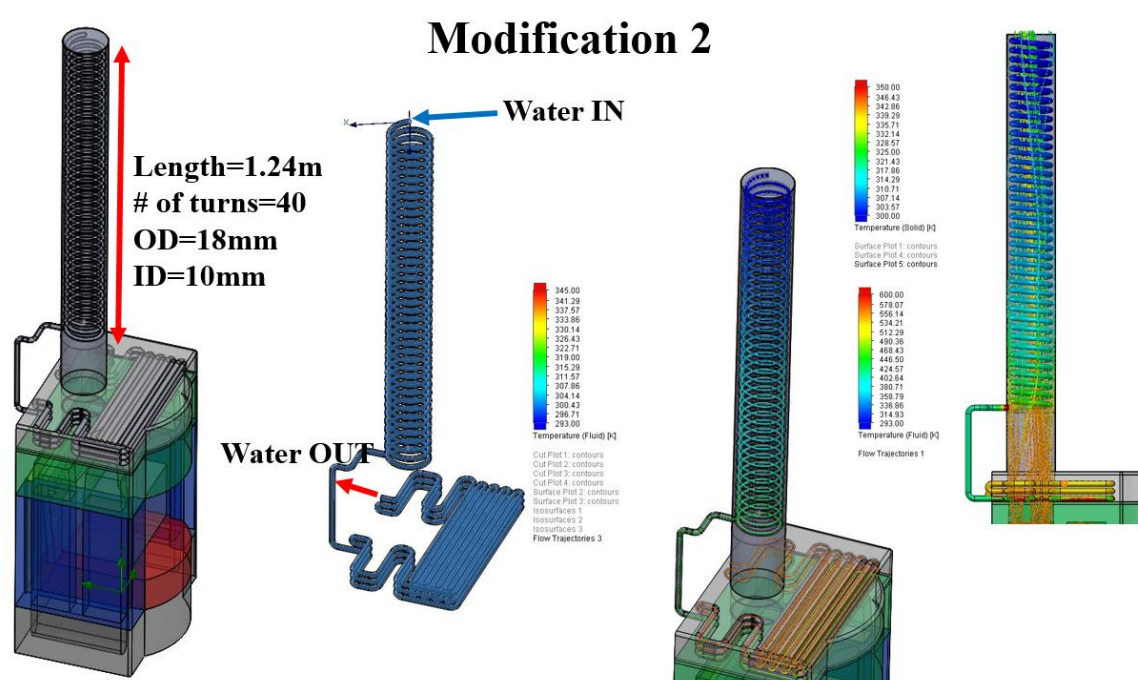 Modification 2
Water IN
Length=1.24m
# of turns=40
OD=18mm
ID=10mm
Water OUT
X
345.00
341.29
337.57
333.86
330.14
326.43
322.71
319.00
315.29
311.57
307.86
304.14
300.43
296.71
293.00
Temperature (Fluid) [K]
Cut Plot 1: contours
Cut Plot 2: contours
Cut Plot 3: contours
Cut Plot 4: contours
Surface Plot 2: contours
Surface Plot 3: contours
Isosurfaces 1
Isosurfaces 2
Isosurfaces 3
Flow Trajectories 3
350.00
346.43
342.86
339.29
335.71
332.14
328.57
325.00
321.43
317.86
314.29
310.71
307.14
303.57
300.00
Temperature (Solid) [K]
Surface Plot 1: contours
Surface Plot 4: contours
Surface Plot 5: contours
600.00
578.07
556.14
534.21
512.29
490.36
468.43
446.50
424.57
402.64
380.71
358.79
336.86
314.93
293.00
Temperature (Fluid) [K]
Flow Trajectories 1